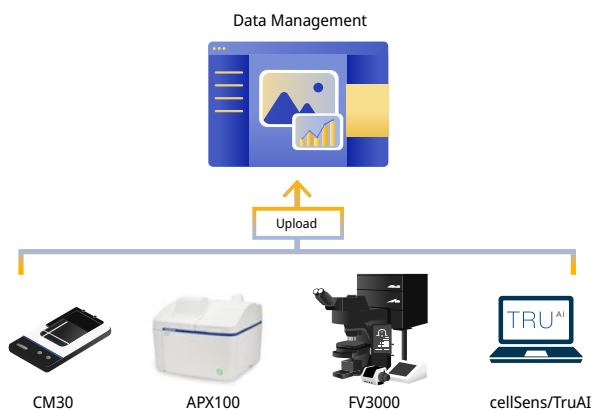 Data Management
Upload
TRU AI
CM30
APX100
FV3000
cellSens/TruAI